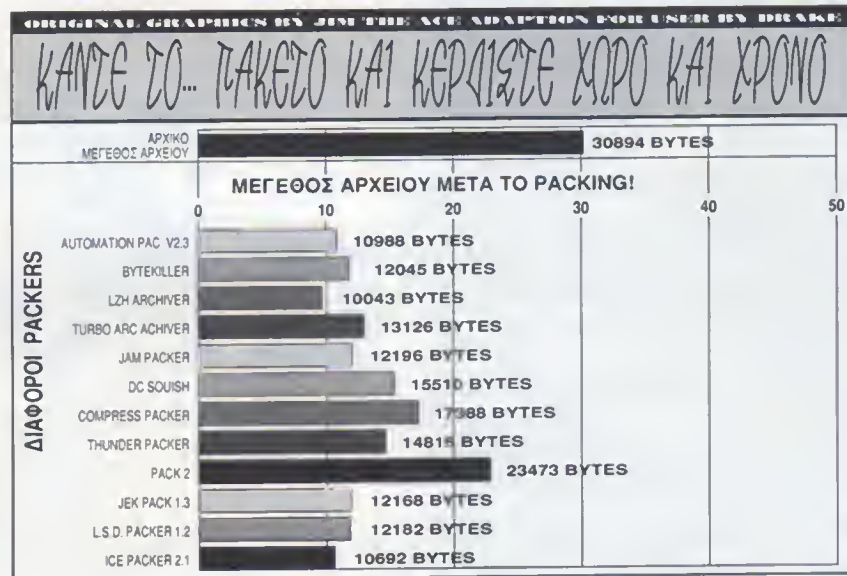 ORIGINAL GRAPHICS BY JIM THE ACE ADAPTION FOR USER BY DRAKE
ΚΑΝΤΕ ΤΟ... ΠΑΚΕΤΟ ΚΑΙ ΚΕΡΔΙΣΤΕ ΧΩΡΟ ΚΑΙ ΧΡΟΝΟ
ΑΡΧΙΚΟ
ΜΕΓΕΘΟΣ ΑΡΧΕΙΟΥ
30894 BYTES
ΜΕΓΕΘΟΣ ΑΡΧΕΙΟΥ ΜΕΤΑ ΤΟ PACKING!
0 10 20 30 40 50
ΔΙΑΦΟΡΟΙ PACKERS
AUTOMATION PAC V2.3 10988 BYTES
BYTEKILLER 12045 BYTES
LZH ARCHIVER 10043 BYTES
TURBO ARC ACHIVER 13126 BYTES
JAM PACKER 12196 BYTES
DC SQUISH 15510 BYTES
COMPRESS PACKER 17388 BYTES
THUNDER PACKER 14815 BYTES
PACK 2 23473 BYTES
JEK PACK 1.3 12168 BYTES
L.S.D. PACKER 1.2 12182 BYTES
ICE PACKER 2.1 10692 BYTES